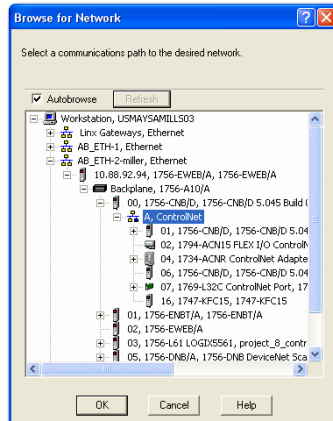 Browse for Network
Select a communications path to the desired network.
Autobrowse
Refresh
Workstation, USMAYSAMILLS03
Linx Gateways, Ethernet
AB_ETH-1, Ethernet
AB_ETH-2-miller, Ethernet
10.88.92.94, 1756-EWEB/A, 1756-EWEB/A
Backplane, 1756-A10/A
00, 1756-CNB/D, 1756-CNB/D 5.045 Build
A, ControlNet
01, 1756-CNB/D, 1756-CNB/D 5.04
02, 1794-ACN15 FLEX I/O ControlN
04, 1734-ACNR ControlNet Adapte
06, 1756-CNB/D, 1756-CNB/D 5.04
07, 1769-L32C ControlNet Port, 17
16, 1747-KFC15, 1747-KFC15
01, 1756-ENBT/A, 1756-ENBT/A
02, 1756-EWEB/A
03, 1756-L61 LOGIX5561, project_8_contr
05, 1756-DNB/A, 1756-DNB DeviceNet Sca
OK
Cancel
Help